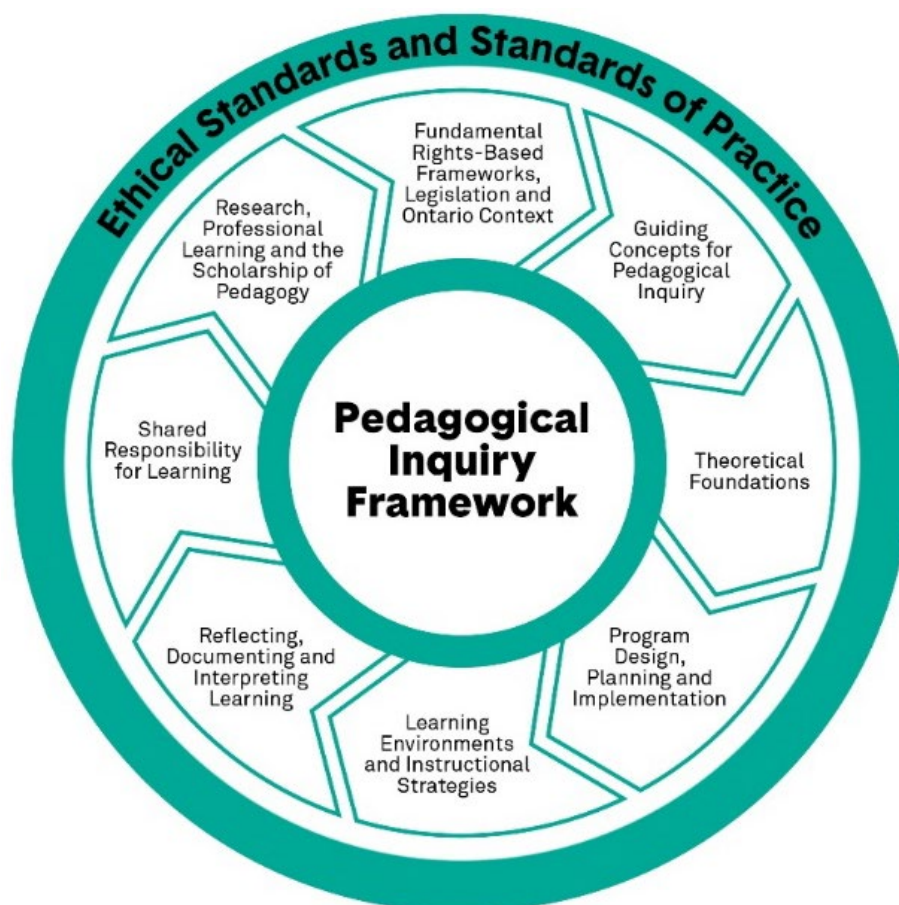 Ethical Standards and Standards of Practice
Fundamental
Rights-Based
Frameworks,
Legislation and
Ontario Context
Guiding
Concepts for
Pedagogical
Inquiry
Theoretical
Foundations
Program
Design,
Planning and
Implementation
Learning
Environments
and Instructional
Strategies
Reflecting,
Documenting and
Interpreting
Learning
Shared
Responsibility
for Learning
Research,
Professional
Learning and the
Scholarship of
Pedagogy
Pedagogical
Inquiry
Framework